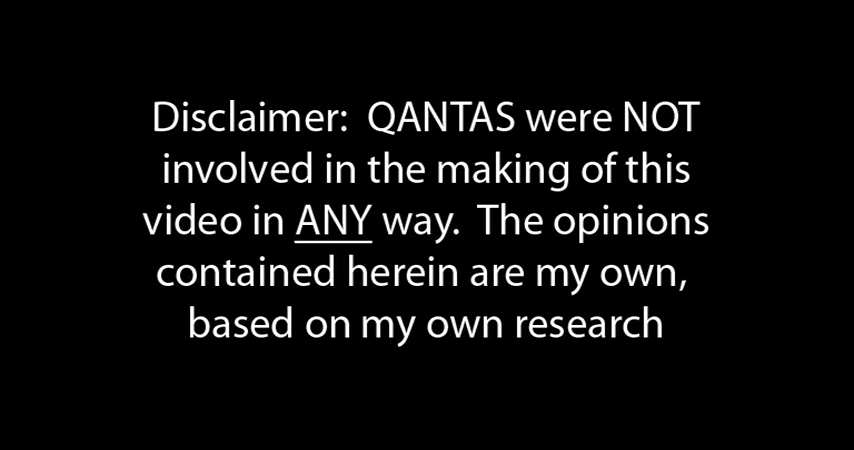 Disclaimer:  QANTAS were NOT
involved in the making of this
video in ANY way.  The opinions
contained herein are my own,
based on my own research